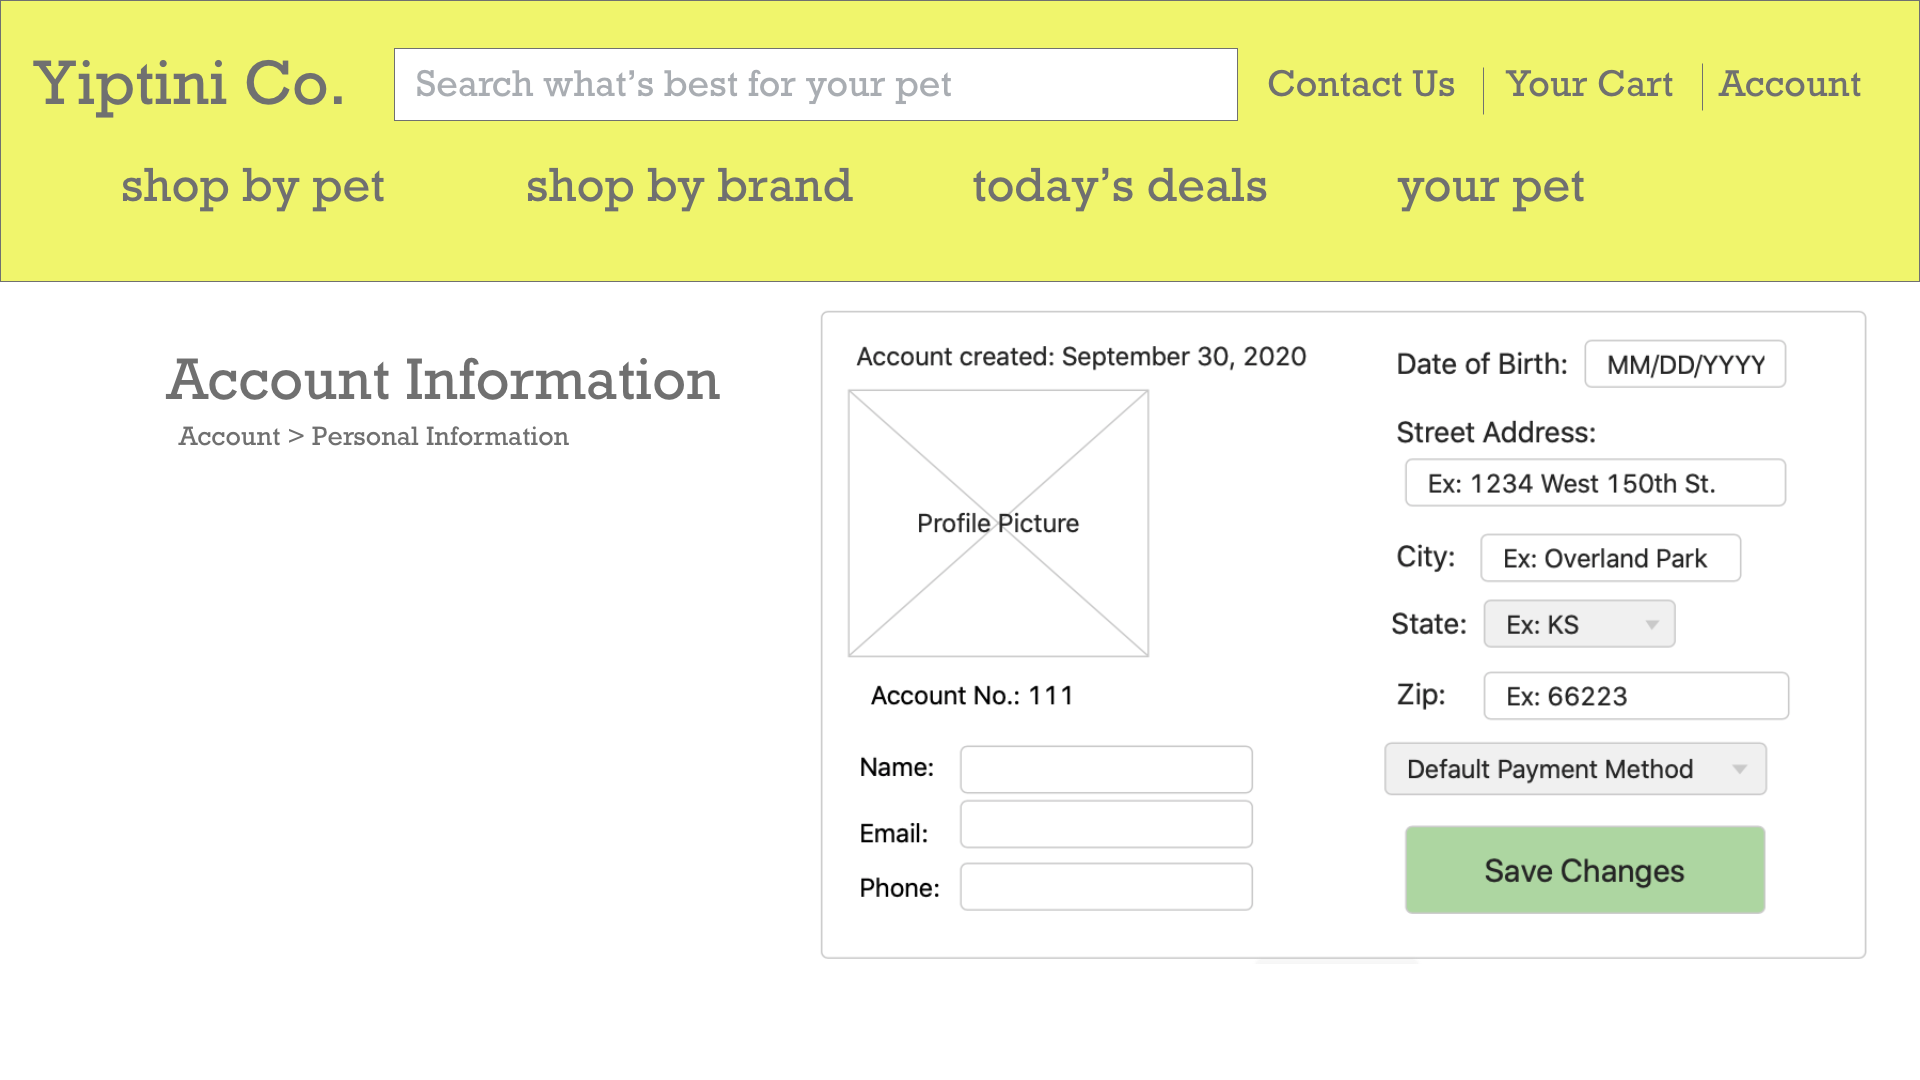 Yiptini Co.
Search what’s best for your pet
Contact Us
Your Cart
Account
shop by pet
shop by brand
today’s deals
your pet
Account Information
Account > Personal Information
Account created: September 30, 2020
Profile Picture
Account No.: 111
Name:
Email:
Phone:
Date of Birth: MM/DD/YYYY
Street Address:
Ex: 1234 West 150th St.
City: Ex: Overland Park
State: Ex: KS
Zip: Ex: 66223
Default Payment Method
Save Changes